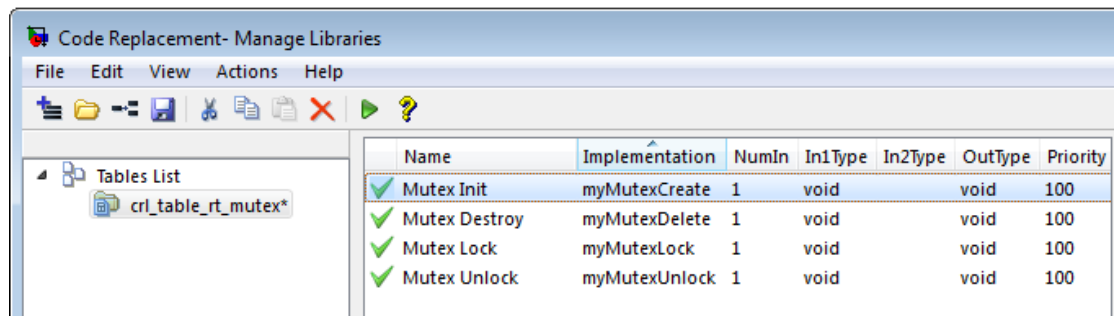 Code Replacement- Manage Libraries
File Edit View Actions Help
Tables List
crl_table_rt_mutex*
Name Implementation NumIn In1Type In2Type OutType Priority
Mutex Init myMutexCreate 1 void void 100
Mutex Destroy myMutexDelete 1 void void 100
Mutex Lock myMutexLock 1 void void 100
Mutex Unlock myMutexUnlock 1 void void 100